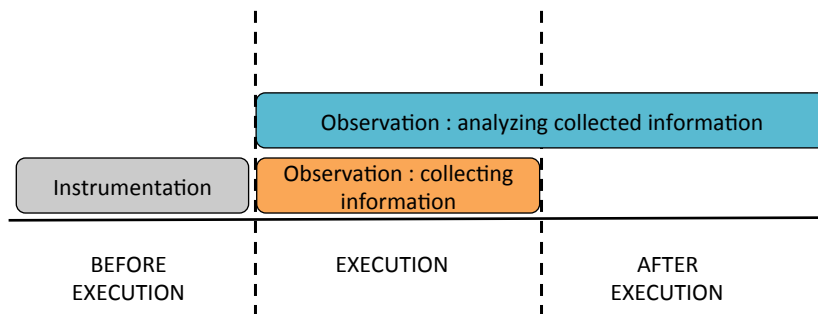 Observation : analyzing collected information
Instrumentation
Observation : collecting
information
BEFORE
EXECUTION
EXECUTION
AFTER
EXECUTION